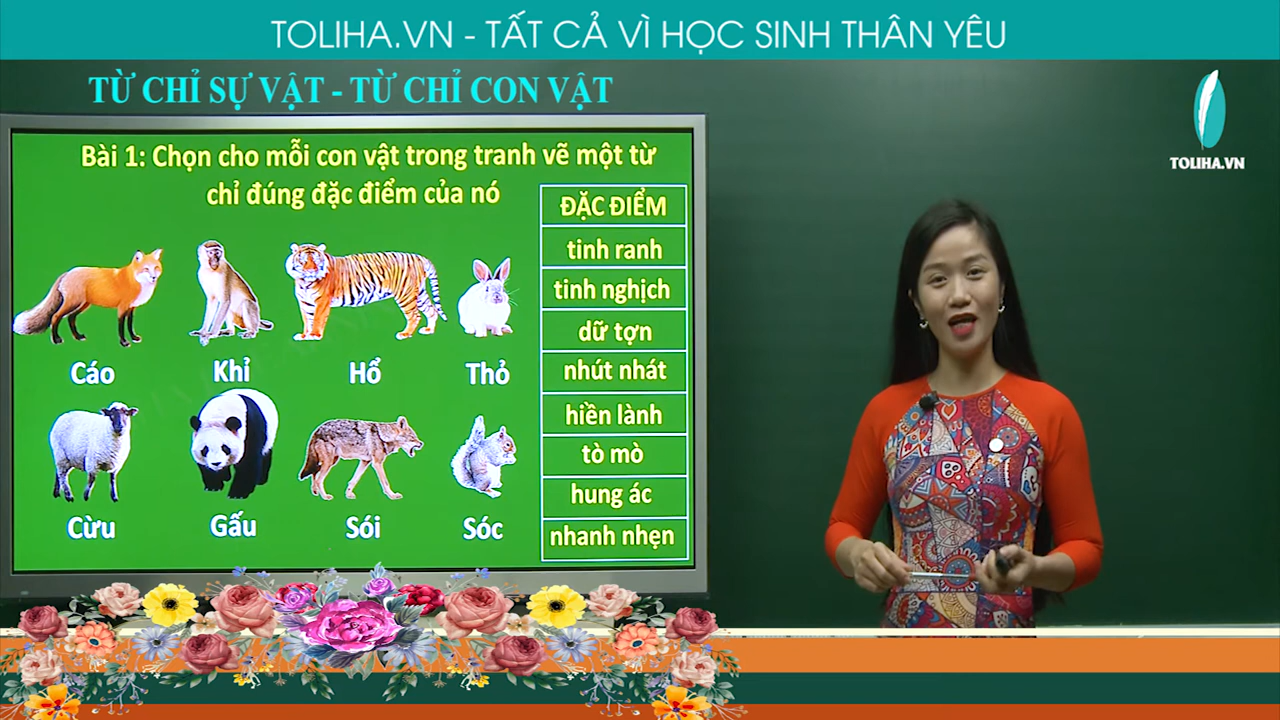 TOLIHA.VN - TẤT CẢ VÌ HỌC SINH THÂN YÊU
TỪ CHỈ SỰ VẬT - TỪ CHỈ CON VẬT
TOLIHA.VN
Bài 1: Chọn cho mỗi con vật trong tranh vẽ một từ
chỉ đúng đặc điểm của nó
ĐẶC ĐIỂM
tinh ranh
tinh nghịch
dữ tợn
nhút nhát
hiền lành
tò mò
hung ác
nhanh nhẹn
Cáo Khỉ Hổ Thỏ
Cừu Gấu Sói Sóc